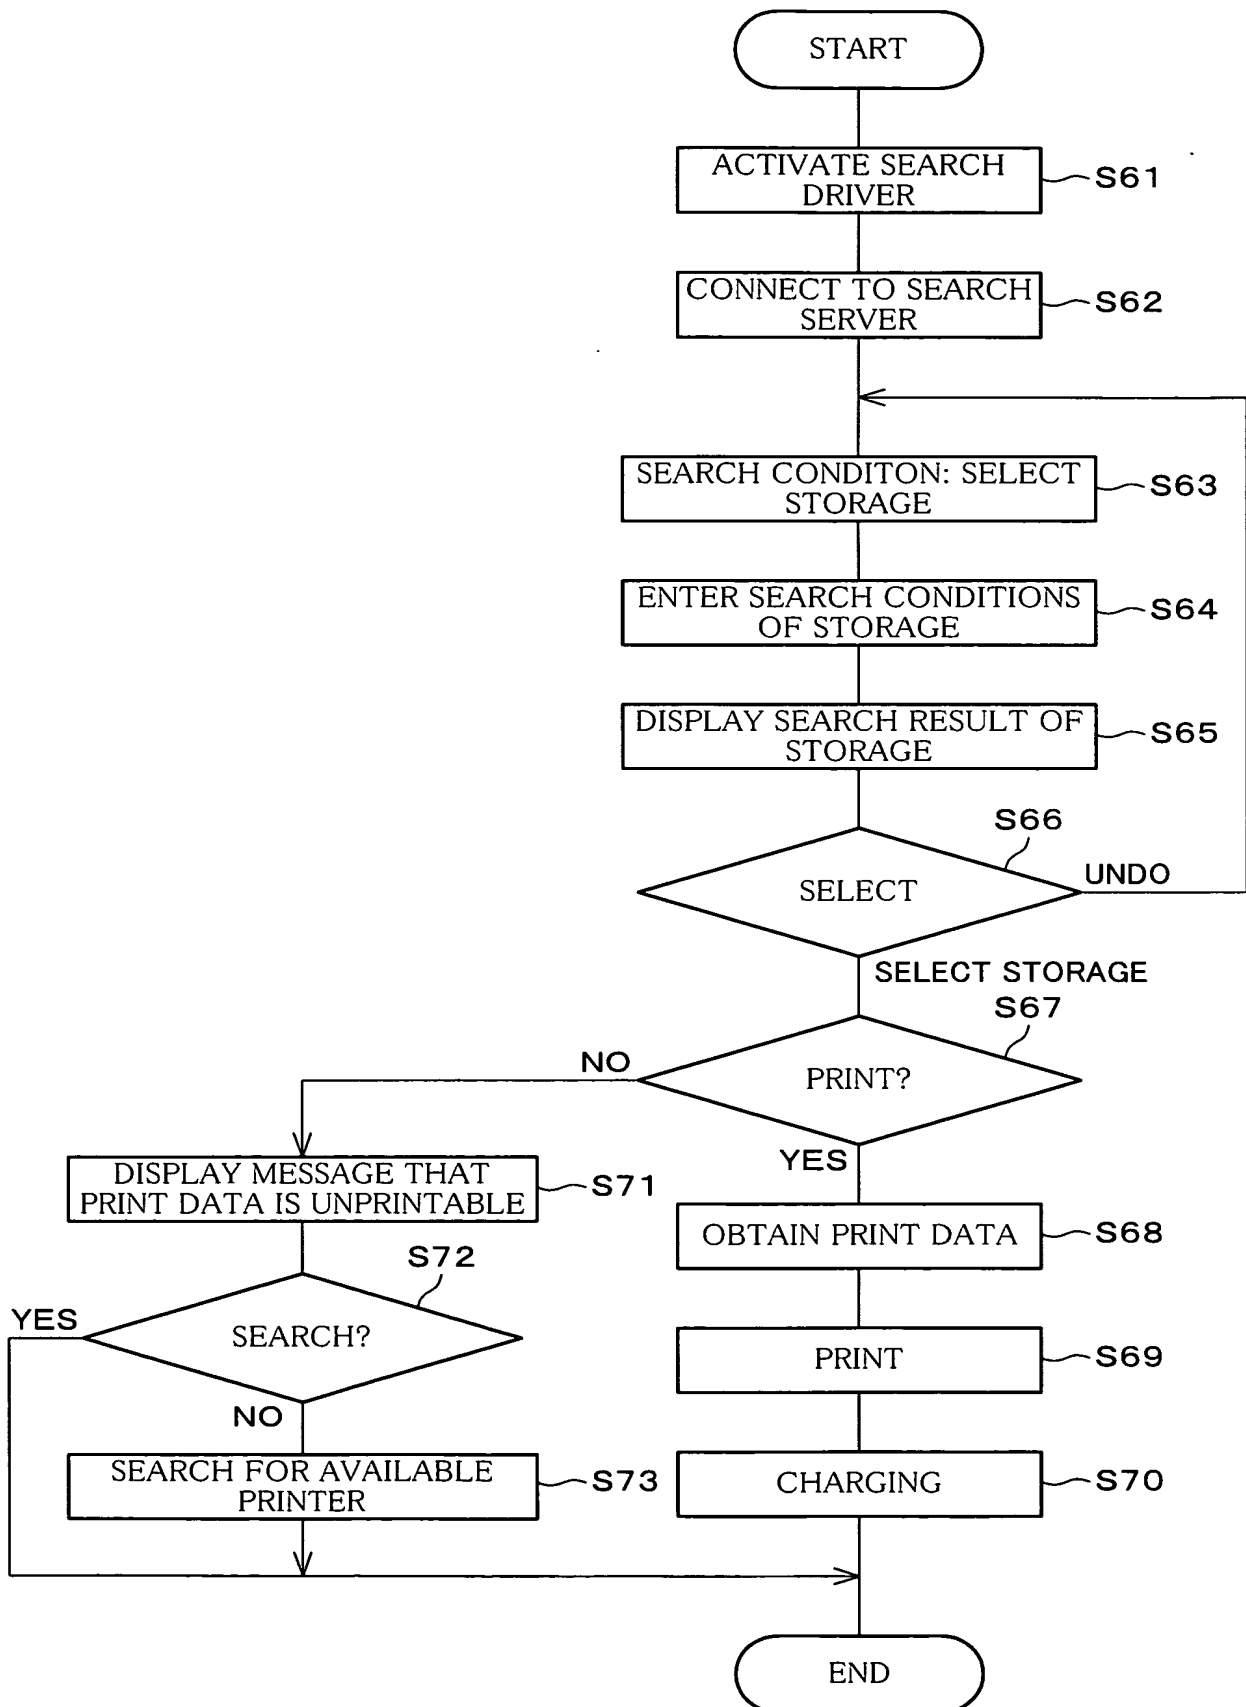 START
ACTIVATE SEARCH
DRIVER
S61
CONNECT TO SEARCH
SERVER
S62
SEARCH CONDITON: SELECT
STORAGE
S63
ENTER SEARCH CONDITIONS
OF STORAGE
S64
DISPLAY SEARCH RESULT OF
STORAGE
S65
S66
SELECT
UNDO
SELECT STORAGE
S67
PRINT?
NO
YES
DISPLAY MESSAGE THAT
PRINT DATA IS UNPRINTABLE
S71
OBTAIN PRINT DATA
S68
S72
SEARCH?
YES
NO
PRINT
S69
SEARCH FOR AVAILABLE
PRINTER
S73
CHARGING
S70
END